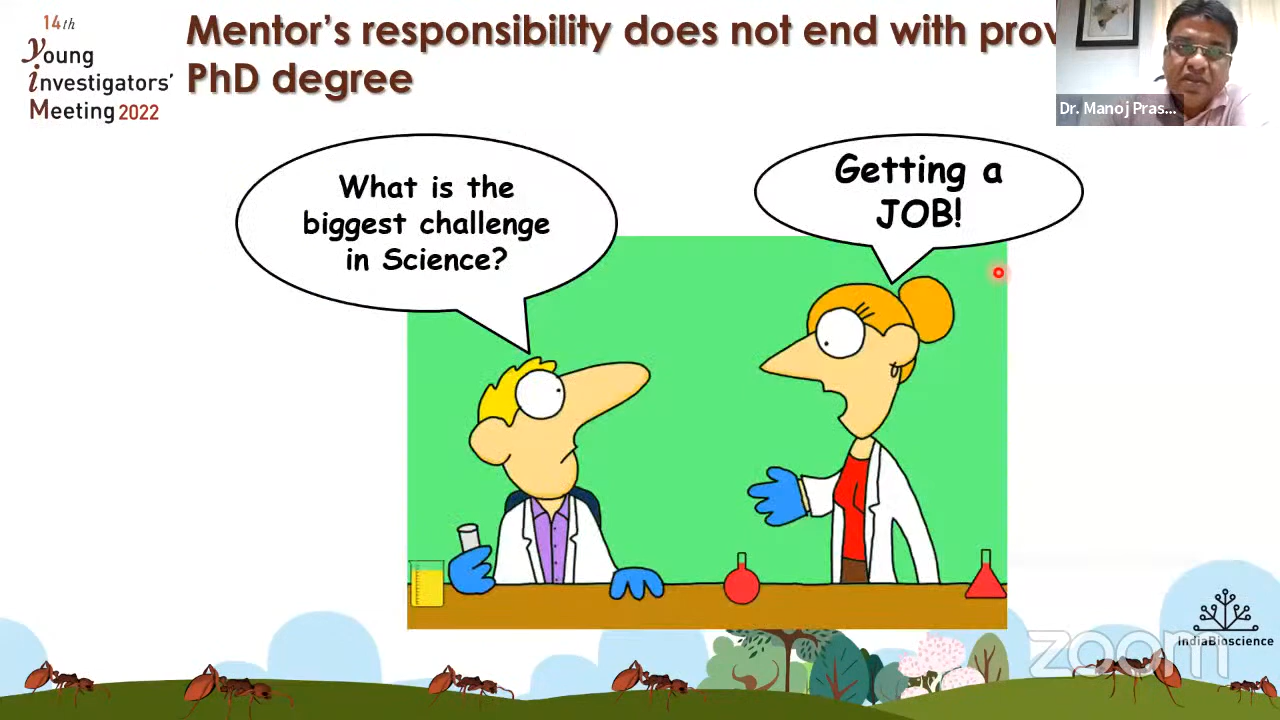 14th
Young
investigators'
Meeting 2022
Mentor's responsibility does not end with prov
PhD degree
Dr. Manoj Pras...
What is the
biggest challenge
in Science?
Getting a
JOB!
IndiaBioscience
zoom